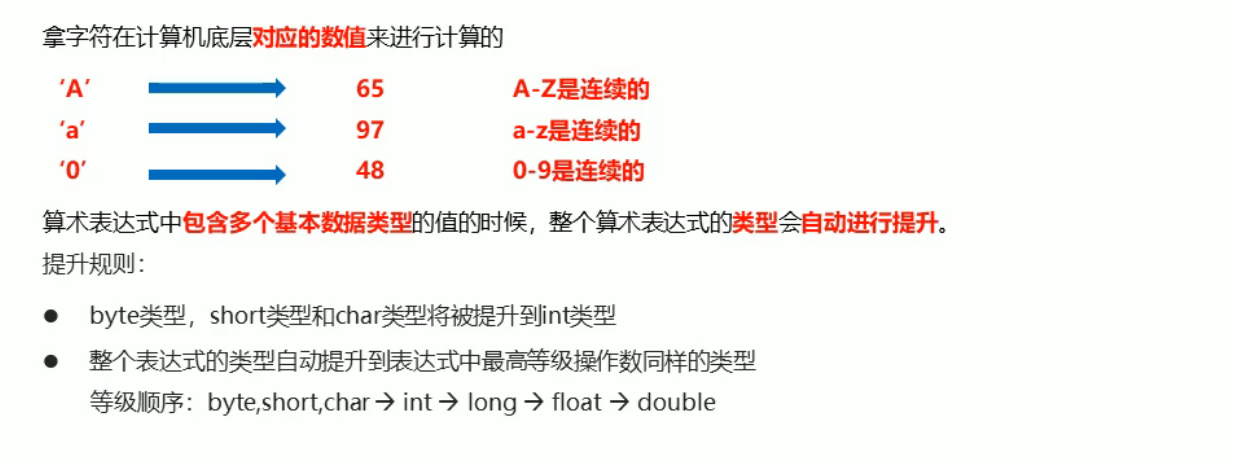 拿字符在计算机底层对应的数值来进行计算的
‘A’ 65 A-Z是连续的
‘a’ 97 a-z是连续的
‘0’ 48 0-9是连续的
算术表达式中包含多个基本数据类型的值的时候，整个算术表达式的类型会自动进行提升。
提升规则：
● byte类型，short类型和char类型将被提升到int类型
● 整个表达式的类型自动提升到表达式中最高等级操作数同样的类型
等级顺序：byte,short,char → int → long → float → double